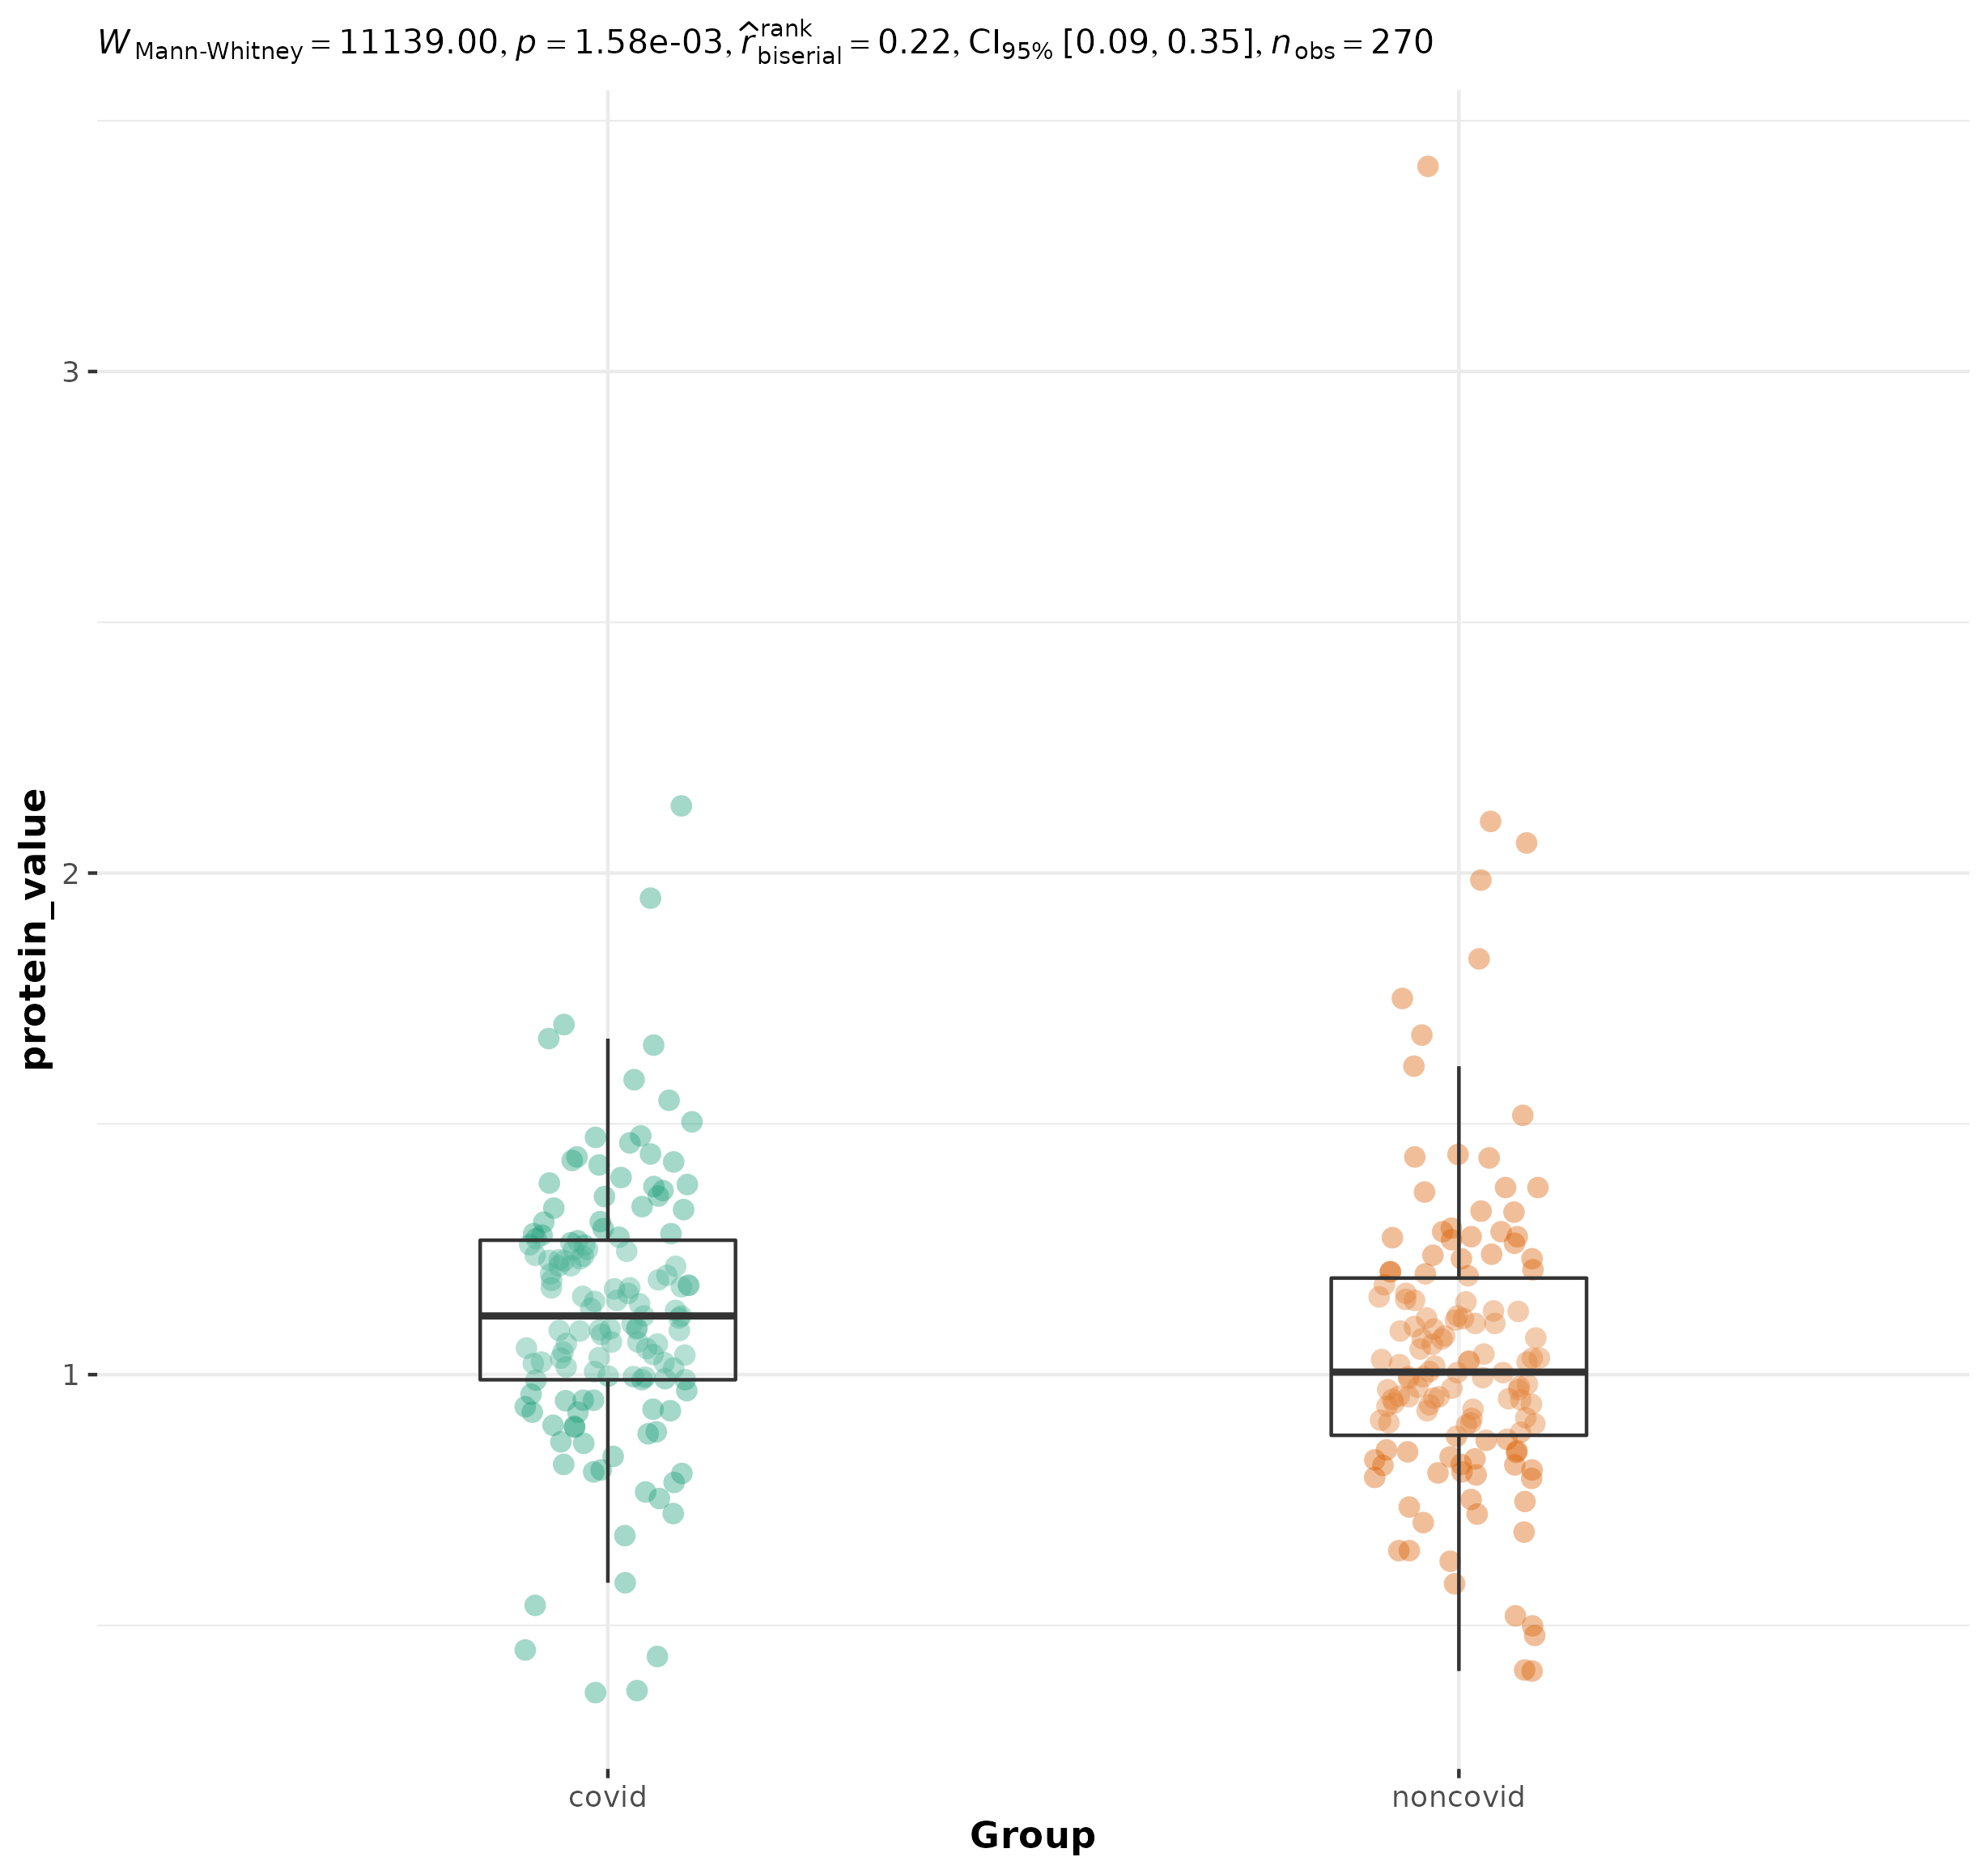 W Mann-Whitney = 11139.00, p = 1.58e-03, r̂ rank biserial = 0.22, CI95% [0.09, 0.35], n obs = 270
protein_value
3
2
1
covid noncovid
Group